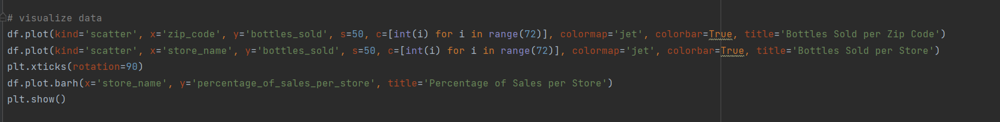 # visualize data
df.plot(kind='scatter', x='zip_code', y='bottles_sold', s=50, c=[int(i) for i in range(72)], colormap='jet', colorbar=True, title='Bottles Sold per Zip Code')
df.plot(kind='scatter', x='store_name', y='bottles_sold', s=50, c=[int(i) for i in range(72)], colormap='jet', colorbar=True, title='Bottles Sold per Store')
plt.xticks(rotation=90)
df.plot.barh(x='store_name', y='percentage_of_sales_per_store', title='Percentage of Sales per Store')
plt.show()